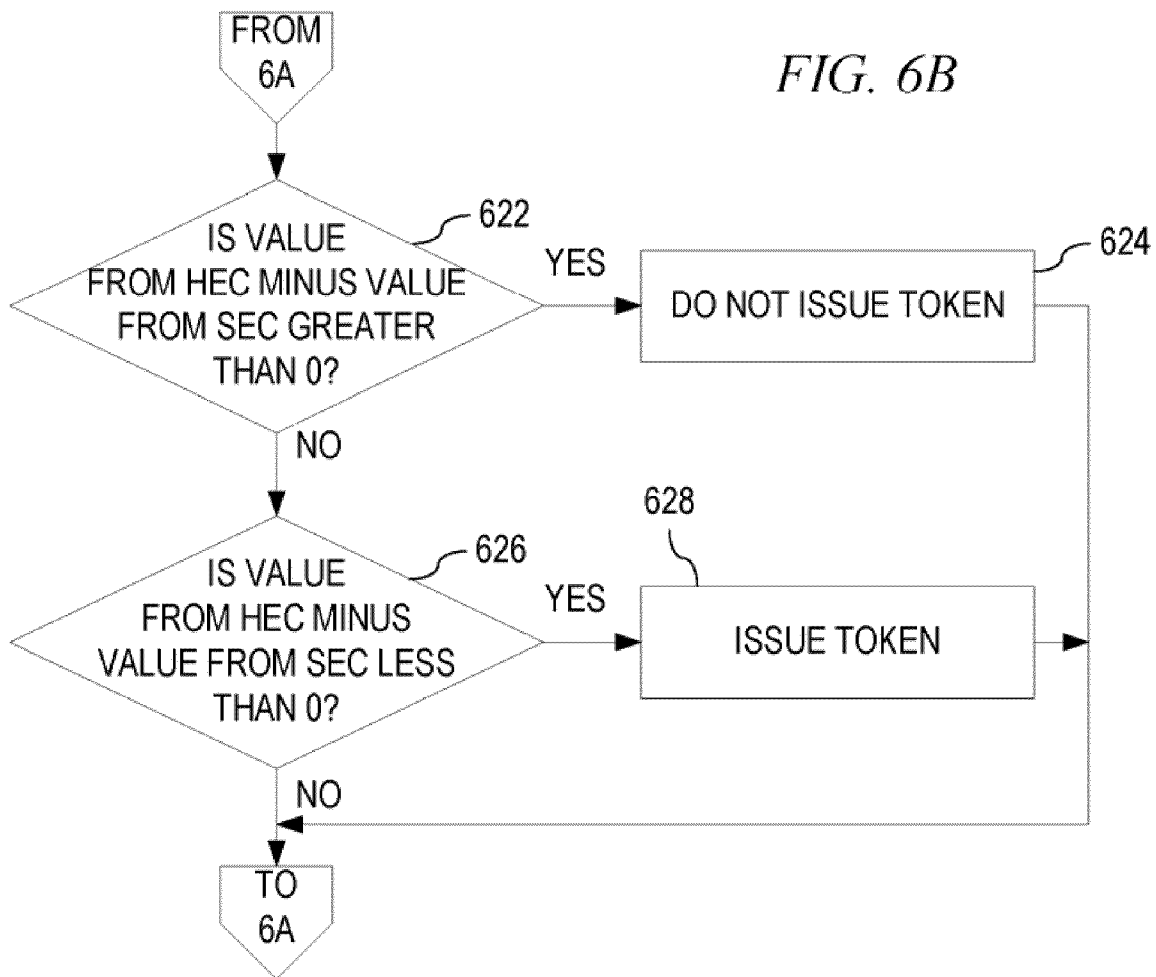 FROM
6A
FIG. 6B
622
IS VALUE
FROM HEC MINUS VALUE
FROM SEC GREATER
THAN 0?
YES
624
DO NOT ISSUE TOKEN
NO
626
IS VALUE
FROM HEC MINUS
VALUE FROM SEC LESS
THAN 0?
YES
628
ISSUE TOKEN
NO
TO
6A